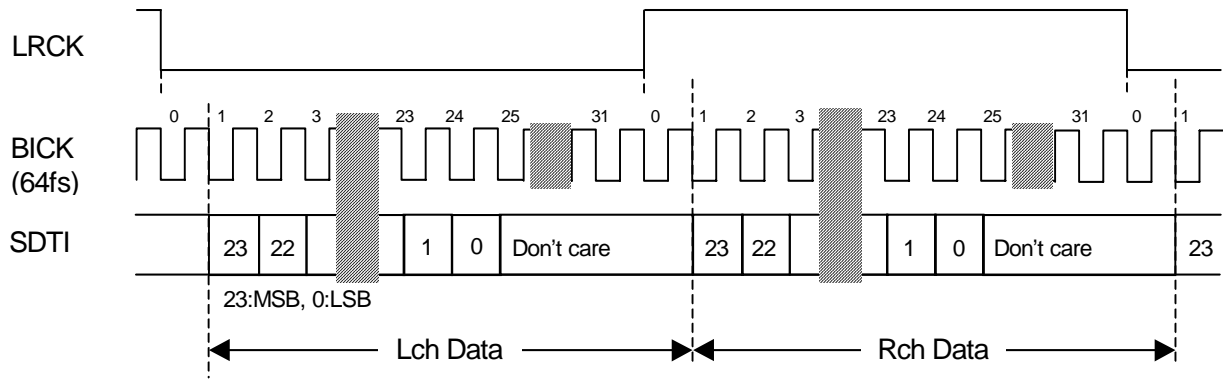 LRCK
0 1 2 3 23 24 25 31 0 1 2 3 23 24 25 31 0 1
BICK
(64fs)
SDTI 23 22 1 0 Don't care 23 22 1 0 Don't care 23
23:MSB, 0:LSB
Lch Data Rch Data